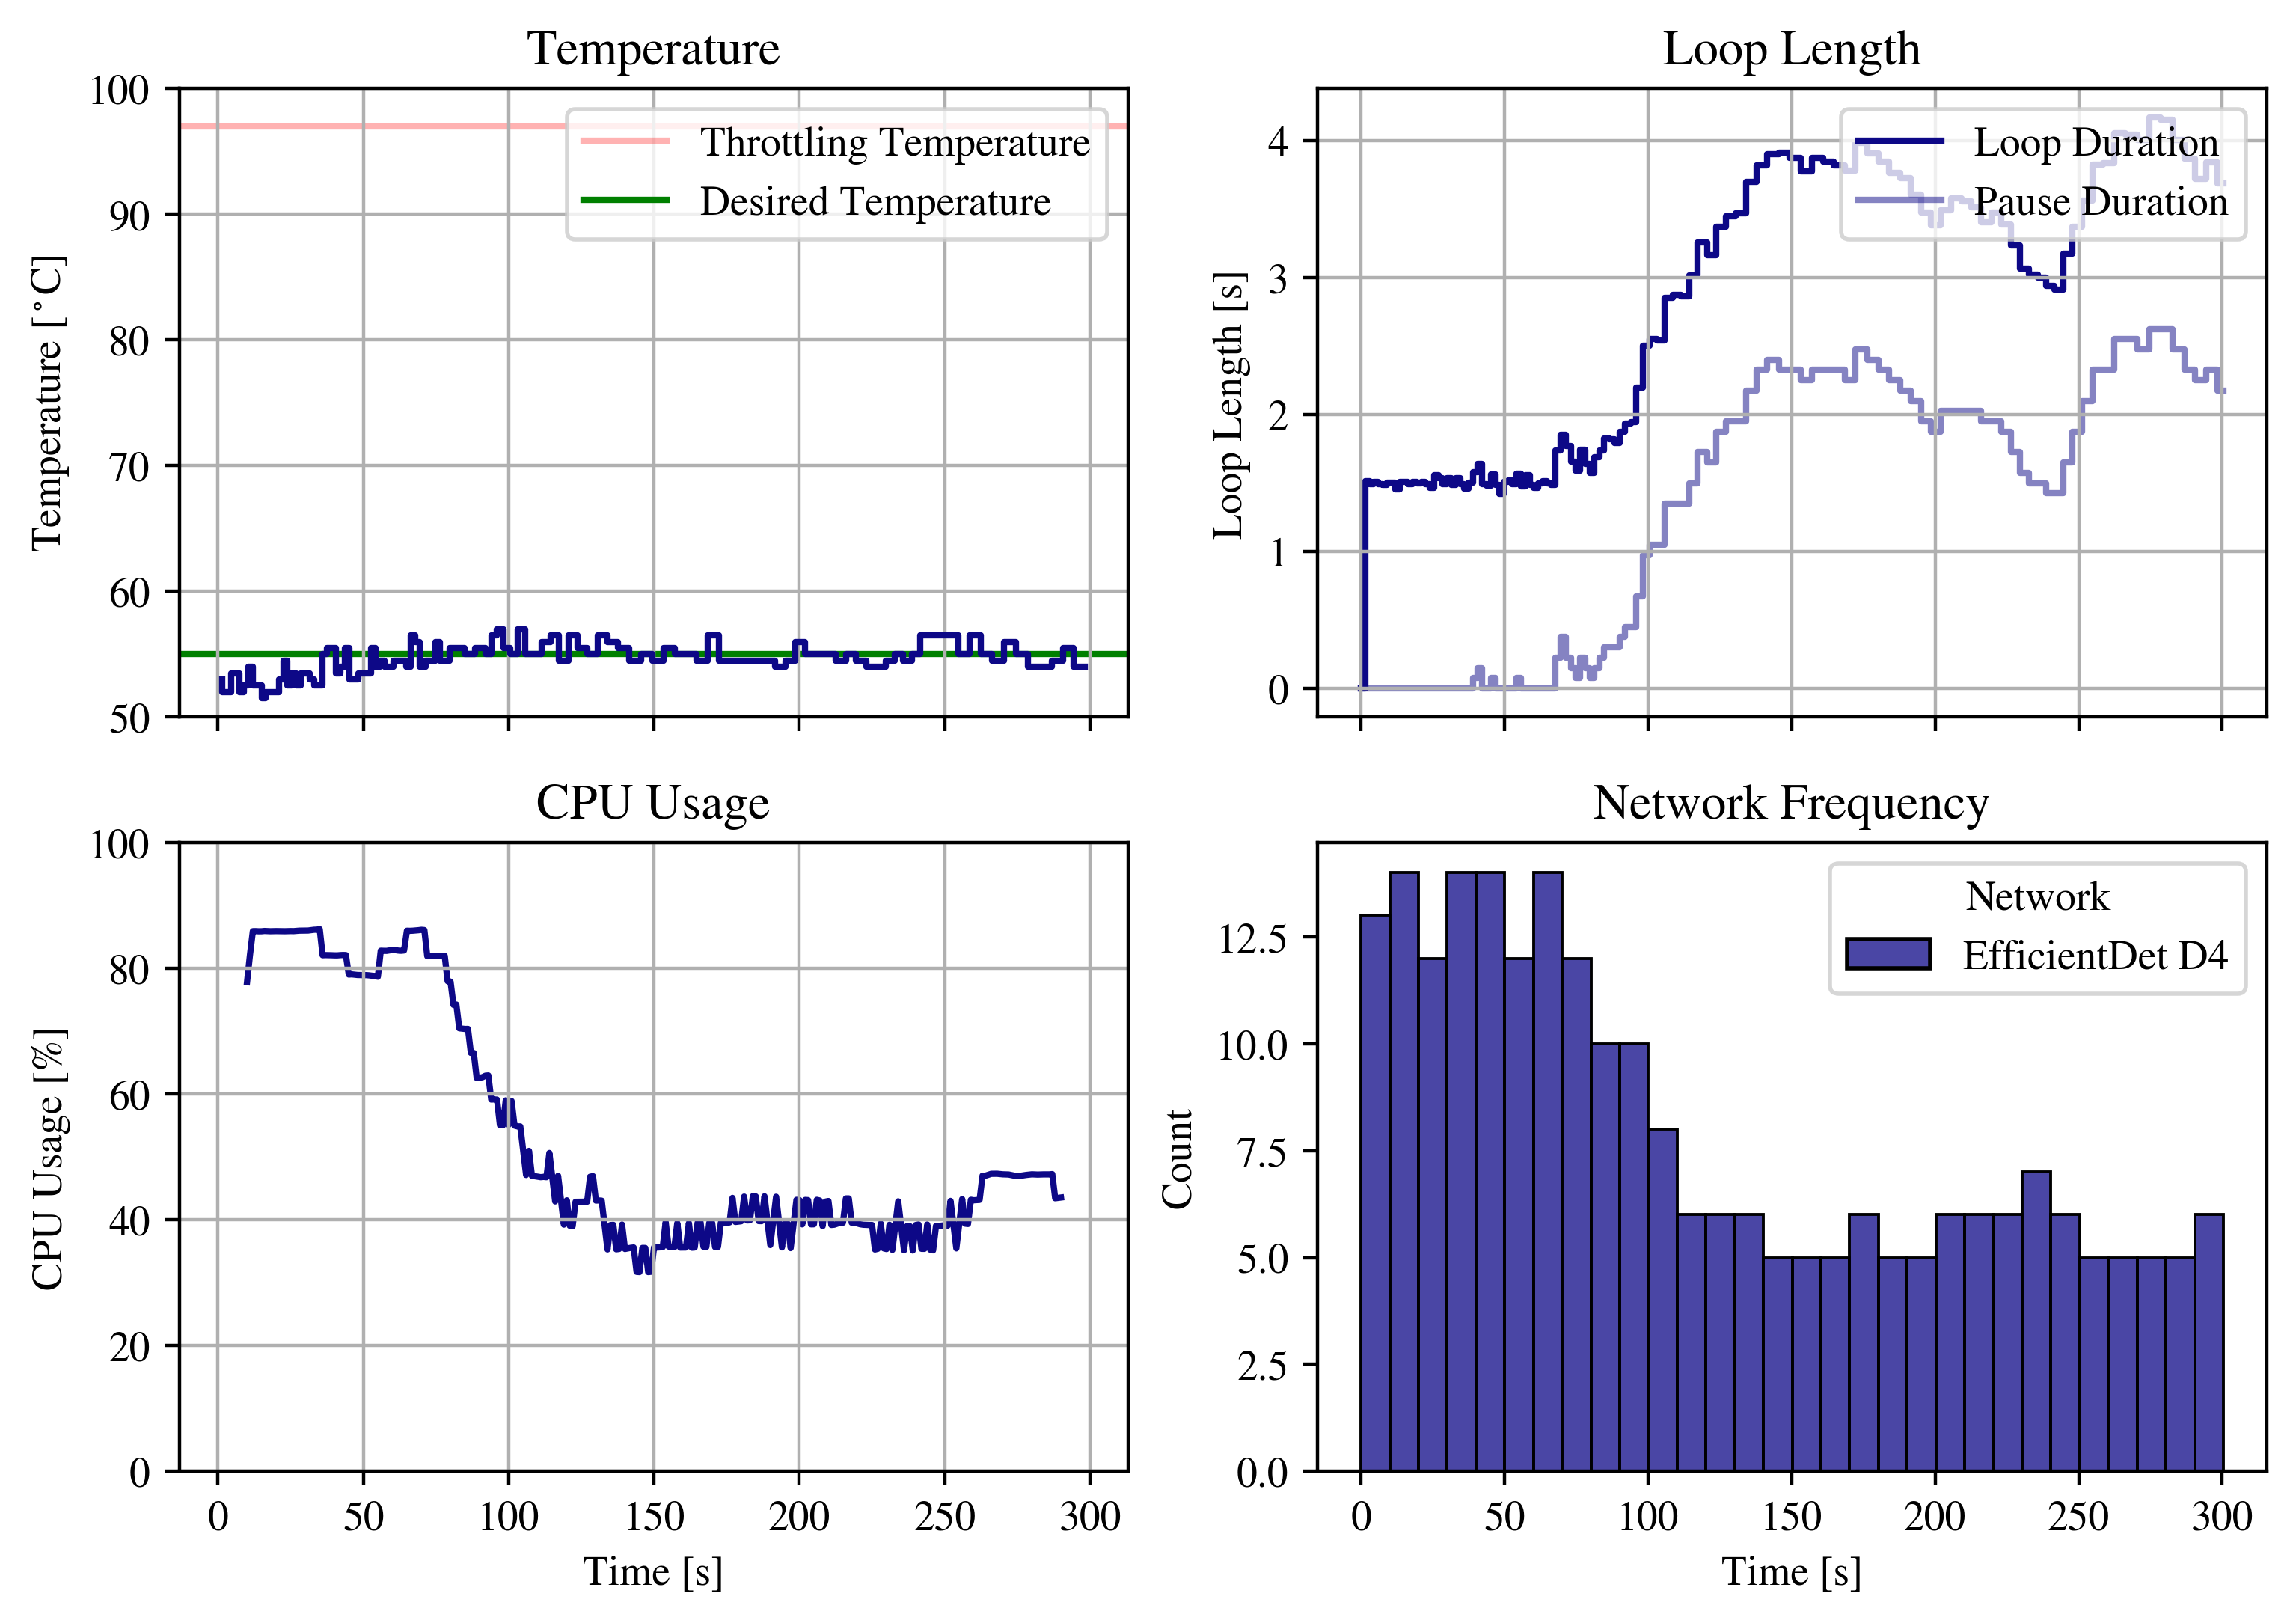 Temperature
100
90
80
70
60
50
Temperature [°C]
Throttling Temperature
Desired Temperature
Loop Length
4
3
2
1
0
Loop Length [s]
Loop Duration
Pause Duration
CPU Usage
100
80
60
40
20
0
CPU Usage [%]
0 50 100 150 200 250 300
Time [s]
Network Frequency
12.5
10.0
7.5
5.0
2.5
0.0
Count
Network
EfficientDet D4
0 50 100 150 200 250 300
Time [s]